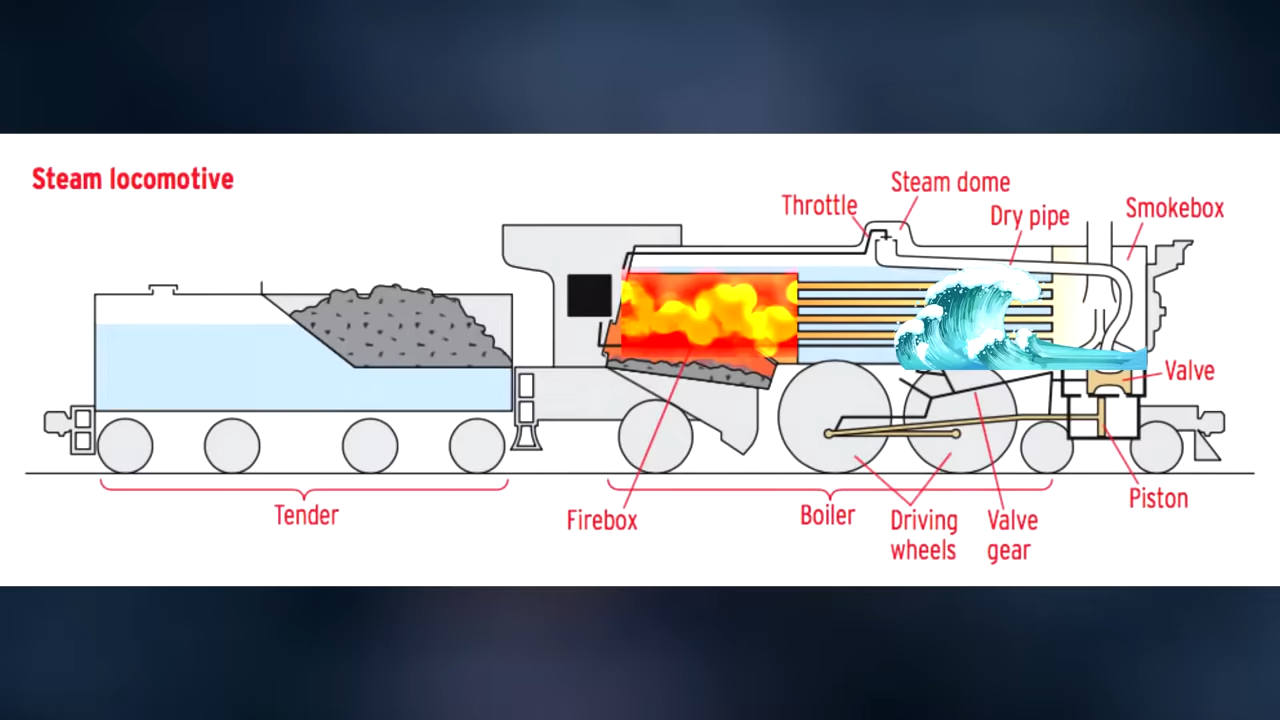 Steam locomotive
Throttle
Steam dome
Dry pipe
Smokebox
Valve
Tender
Firebox
Boiler
Driving
wheels
Valve
gear
Piston